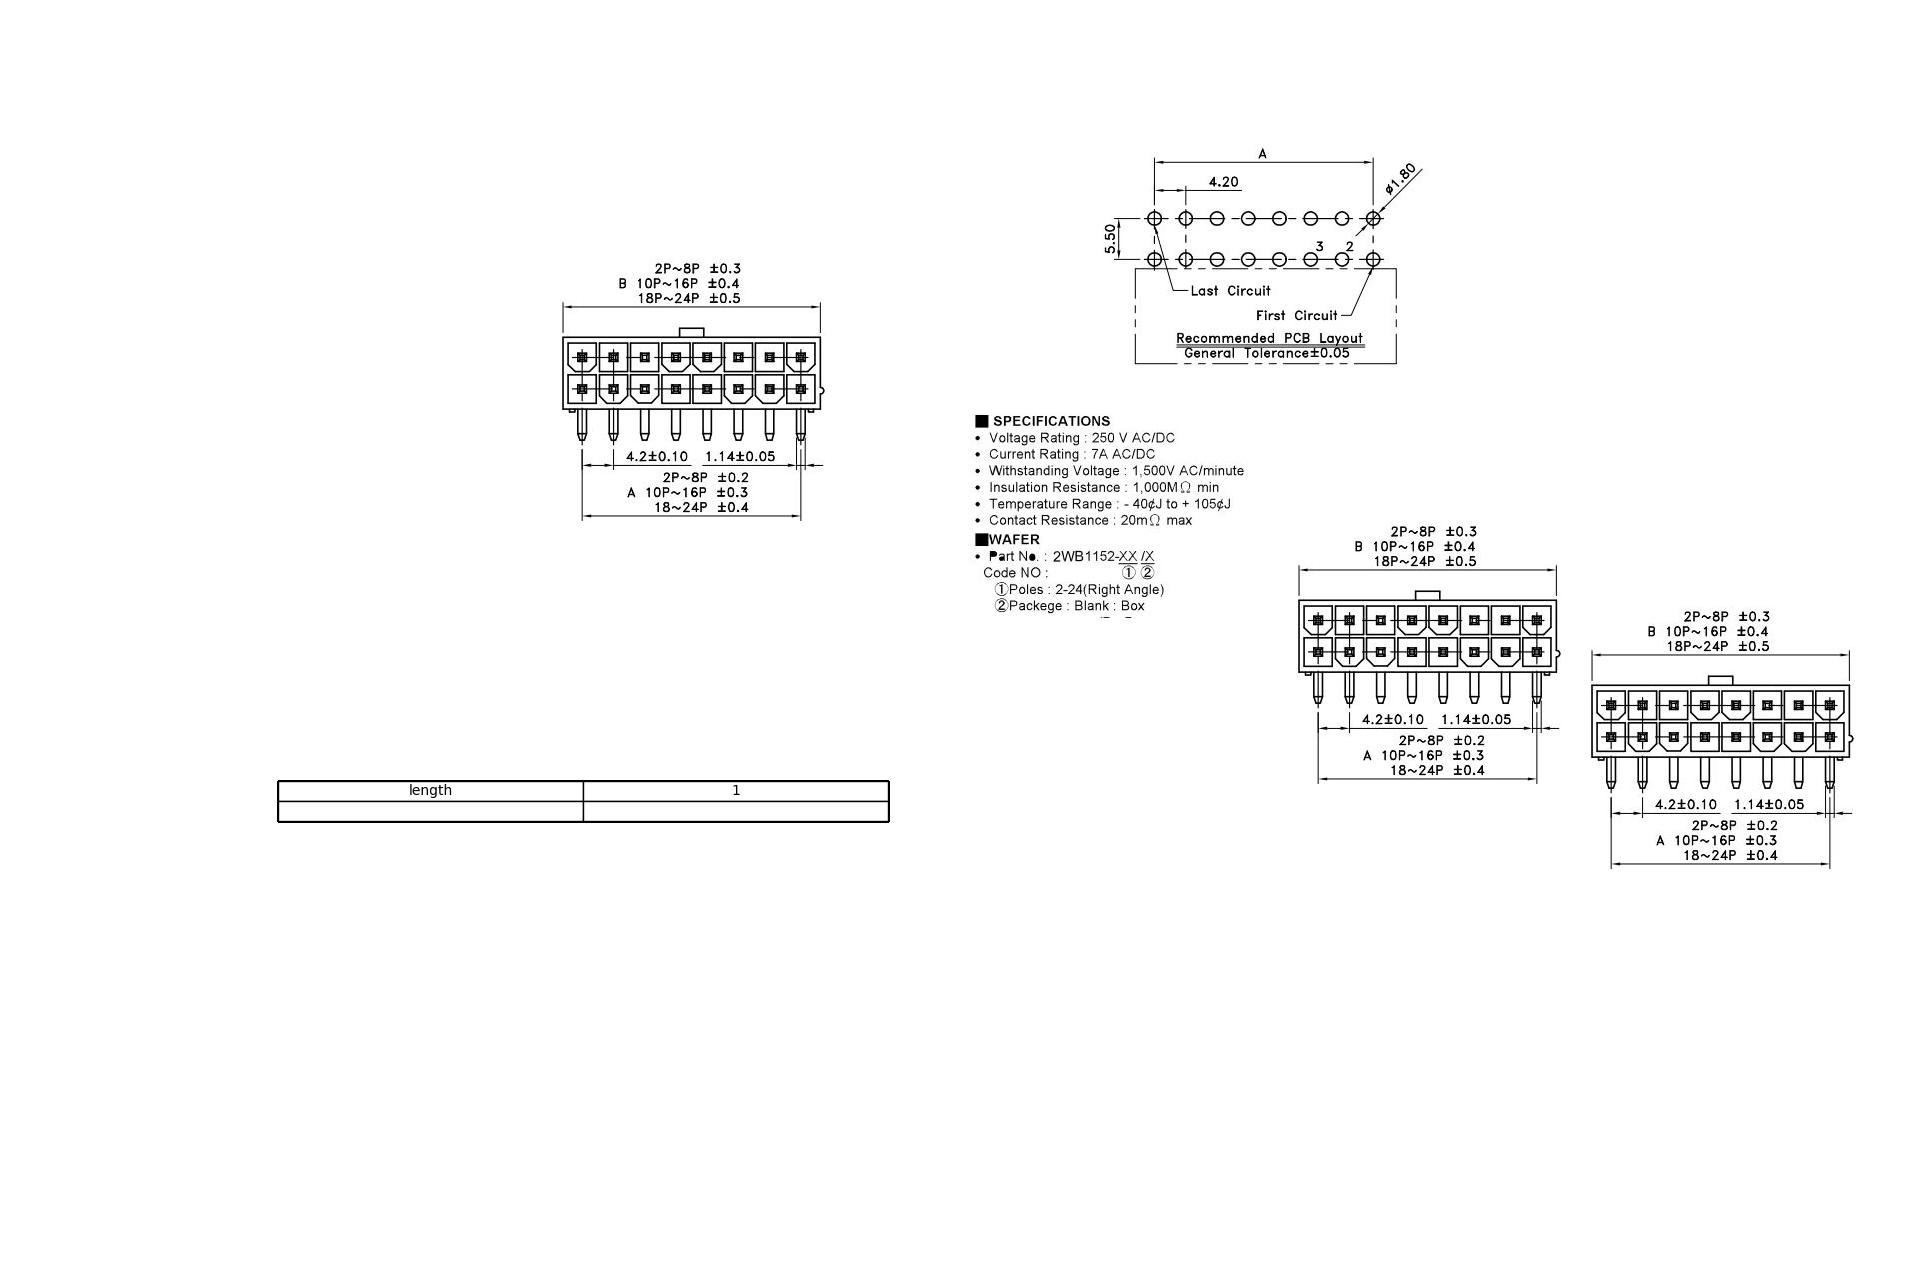 A
4.20
ø1.80
5.50
3 2
Last Circuit
First Circuit
Recommended PCB Layout
General Tolerance±0.05
2P~8P ±0.3
B 10P~16P ±0.4
18P~24P ±0.5
4.2±0.10 1.14±0.05
2P~8P ±0.2
A 10P~16P ±0.3
18~24P ±0.4
■ SPECIFICATIONS
• Voltage Rating : 250 V AC/DC
• Current Rating : 7A AC/DC
• Withstanding Voltage : 1,500V AC/minute
• Insulation Resistance : 1,000MΩ min
• Temperature Range : - 40¢J to + 105¢J
• Contact Resistance : 20mΩ max
■WAFER
• Part No. : 2WB1152-XX /X
Code NO : ① ②
①Poles : 2-24(Right Angle)
②Packege : Blank : Box
2P~8P ±0.3
B 10P~16P ±0.4
18P~24P ±0.5
4.2±0.10 1.14±0.05
2P~8P ±0.2
A 10P~16P ±0.3
18~24P ±0.4
2P~8P ±0.3
B 10P~16P ±0.4
18P~24P ±0.5
4.2±0.10 1.14±0.05
2P~8P ±0.2
A 10P~16P ±0.3
18~24P ±0.4
length 1